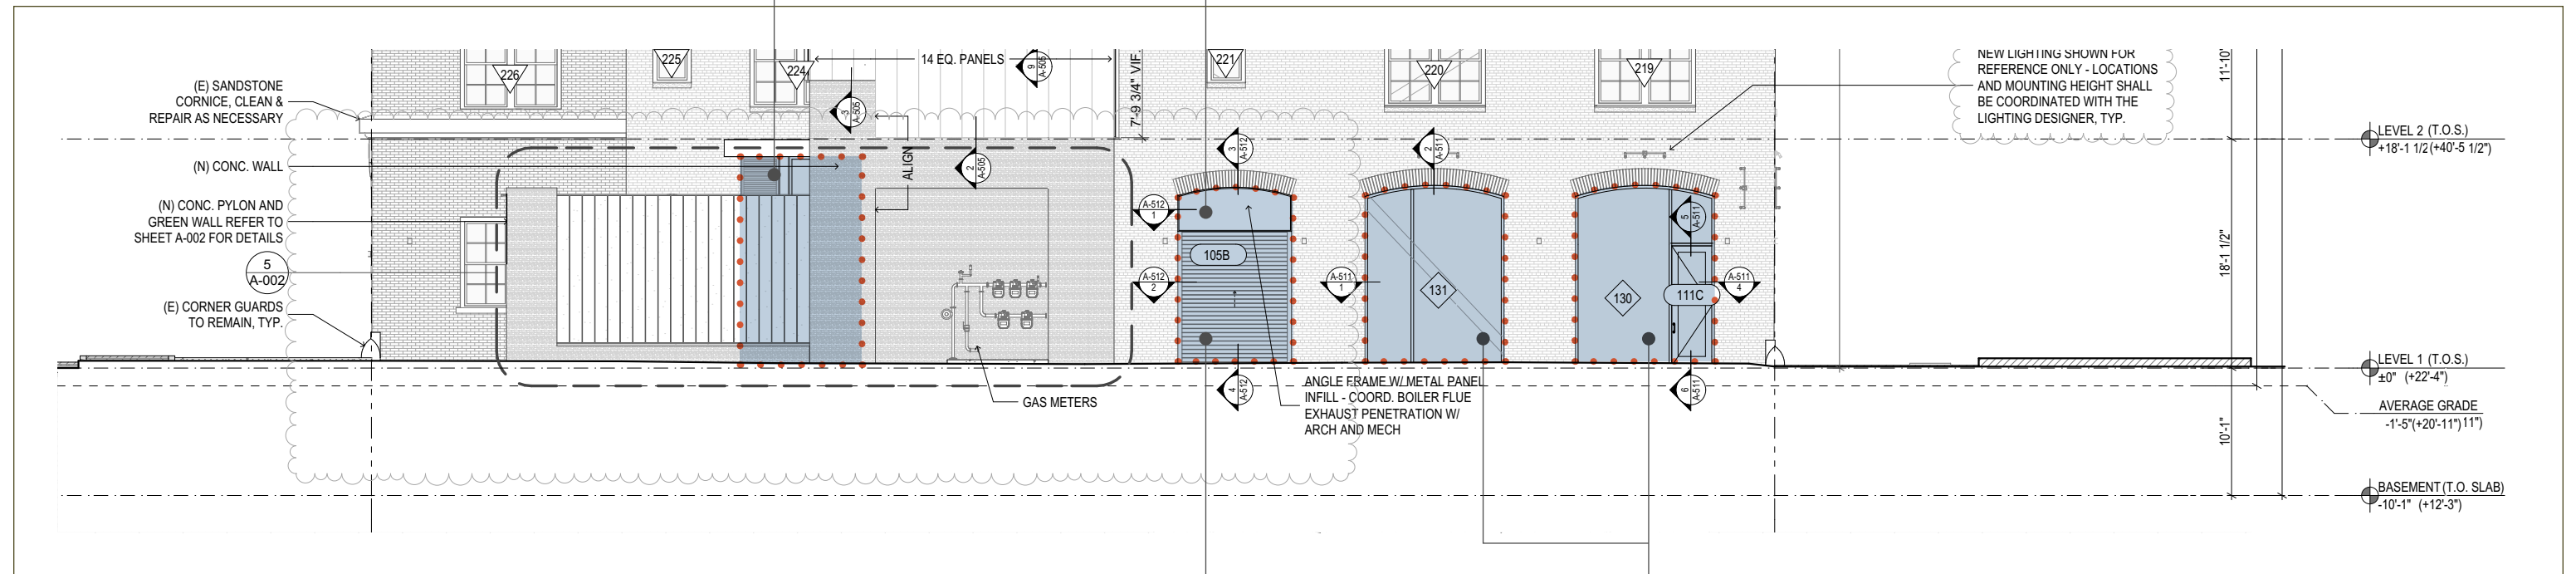 226
225
224
14 EQ. PANELS
9
A-505
7'-9 3/4" VIF.
221
220
219
NEW LIGHTING SHOWN FOR
REFERENCE ONLY - LOCATIONS
AND MOUNTING HEIGHT SHALL
BE COORDINATED WITH THE
LIGHTING DESIGNER, TYP.
11'-10'
(E) SANDSTONE
CORNICE, CLEAN &
REPAIR AS NECESSARY
3
A-505
LEVEL 2 (T.O.S.)
+18'-1 1/2 (+40'-5 1/2")
(N) CONC. WALL
ALIGN
2
A-505
3
A-512
2
A-511
(N) CONC. PYLON AND
GREEN WALL REFER TO
SHEET A-002 FOR DETAILS
A-512
1
5
A-511
18'-1 1/2"
105B
5
A-002
A-512
2
A-511
1
131
130
111C
A-511
4
(E) CORNER GUARDS
TO REMAIN, TYP.
LEVEL 1 (T.O.S.)
±0" (+22'-4")
4
A-512
6
A-511
GAS METERS
ANGLE FRAME W/ METAL PANEL
INFILL - COORD. BOILER FLUE
EXHAUST PENETRATION W/
ARCH AND MECH
AVERAGE GRADE
-1'-5"(+20'-11") 11")
10'-1"
BASEMENT (T.O. SLAB)
-10'-1" (+12'-3")